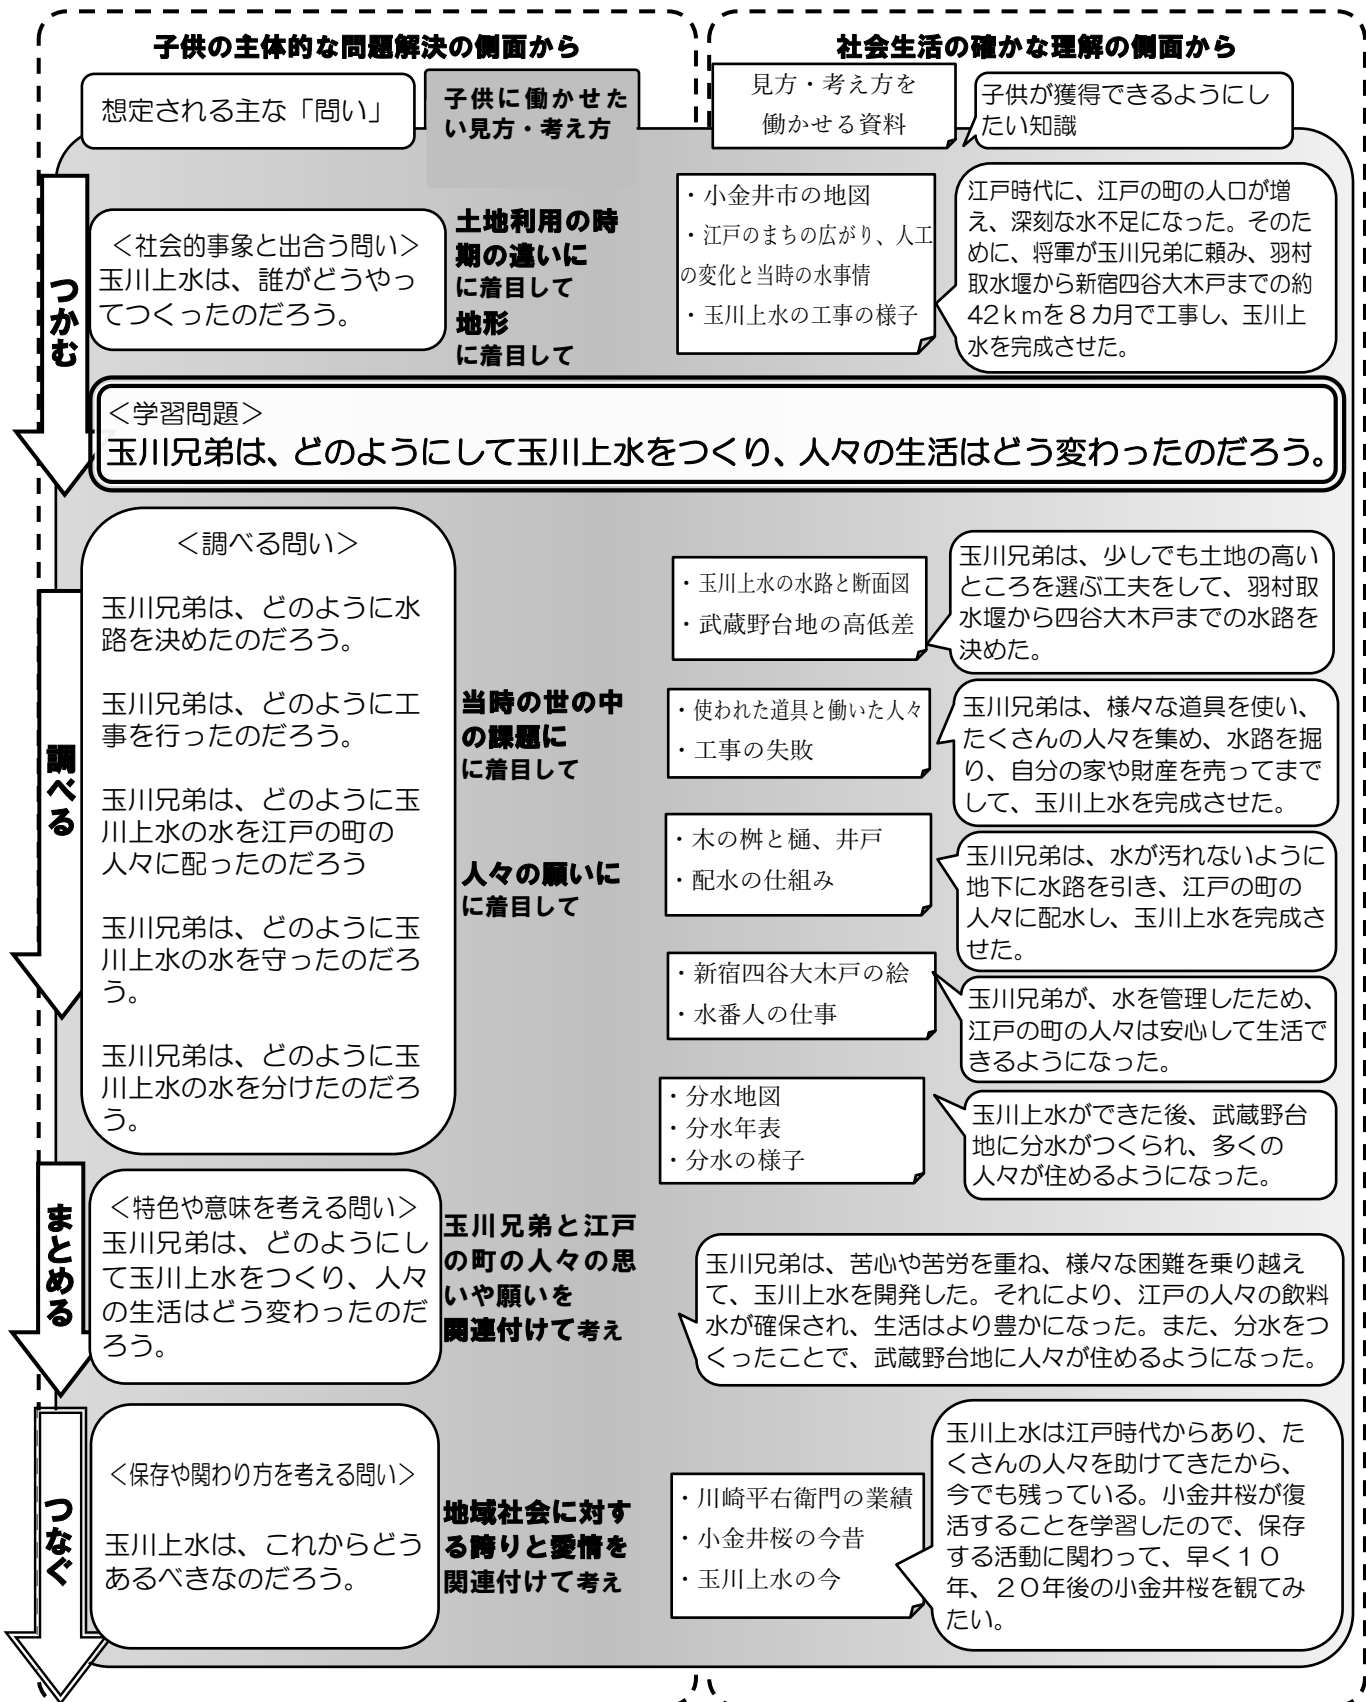 子供の主体的な問題解決の側面から
社会生活の確かな理解の側面から
想定される主な「問い」
子供に働かせた
い見方・考え方
見方・考え方を
働かせる資料
子供が獲得できるようにし
たい知識
つかむ
＜社会的事象と出合う問い＞
玉川上水は、誰がどうやっ
てつくったのだろう。
土地利用の時
期の違いに
に着目して
地形
に着目して
・小金井市の地図
・江戸のまちの広がり、人工
の変化と当時の水事情
・玉川上水の工事の様子
江戸時代に、江戸の町の人口が増
え、深刻な水不足になった。そのた
めに、将軍が玉川兄弟に頼み、羽村
取水堰から新宿四谷大木戸までの約
42ｋｍを８カ月で工事し、玉川上
水を完成させた。
＜学習問題＞
玉川兄弟は、どのようにして玉川上水をつくり、人々の生活はどう変わったのだろう。
調べる
＜調べる問い＞
玉川兄弟は、どのように水
路を決めたのだろう。
玉川兄弟は、どのように工
事を行ったのだろう。
玉川兄弟は、どのように玉
川上水の水を江戸の町の
人々に配ったのだろう
玉川兄弟は、どのように玉
川上水の水を守ったのだろ
う。
玉川兄弟は、どのように玉
川上水の水を分けたのだろ
う。
当時の世の中
の課題に
に着目して
人々の願いに
に着目して
・玉川上水の水路と断面図
・武蔵野台地の高低差
玉川兄弟は、少しでも土地の高い
ところを選ぶ工夫をして、羽村取
水堰から四谷大木戸までの水路を
決めた。
・使われた道具と働いた人々
・工事の失敗
玉川兄弟は、様々な道具を使い、
たくさんの人々を集め、水路を掘
り、自分の家や財産を売ってまで
して、玉川上水を完成させた。
・木の桝と樋、井戸
・配水の仕組み
玉川兄弟は、水が汚れないように
地下に水路を引き、江戸の町の
人々に配水し、玉川上水を完成さ
せた。
・新宿四谷大木戸の絵
・水番人の仕事
玉川兄弟が、水を管理したため、
江戸の町の人々は安心して生活で
きるようになった。
・分水地図
・分水年表
・分水の様子
玉川上水ができた後、武蔵野台
地に分水がつくられ、多くの
人々が住めるようになった。
まとめる
＜特色や意味を考える問い＞
玉川兄弟は、どのようにし
て玉川上水をつくり、人々
の生活はどう変わったのだ
ろう。
玉川兄弟と江戸
の町の人々の思
いや願いを
関連付けて考え
玉川兄弟は、苦心や苦労を重ね、様々な困難を乗り越え
て、玉川上水を開発した。それにより、江戸の人々の飲料
水が確保され、生活はより豊かになった。また、分水をつ
くったことで、武蔵野台地に人々が住めるようになった。
つなぐ
＜保存や関わり方を考える問い＞
玉川上水は、これからどう
あるべきなのだろう。
地域社会に対す
る誇りと愛情を
関連付けて考え
・川崎平右衛門の業績
・小金井桜の今昔
・玉川上水の今
玉川上水は江戸時代からあり、た
くさんの人々を助けてきたから、
今でも残っている。小金井桜が復
活することを学習したので、保存
する活動に関わって、早く１０
年、２０年後の小金井桜を観てみ
たい。